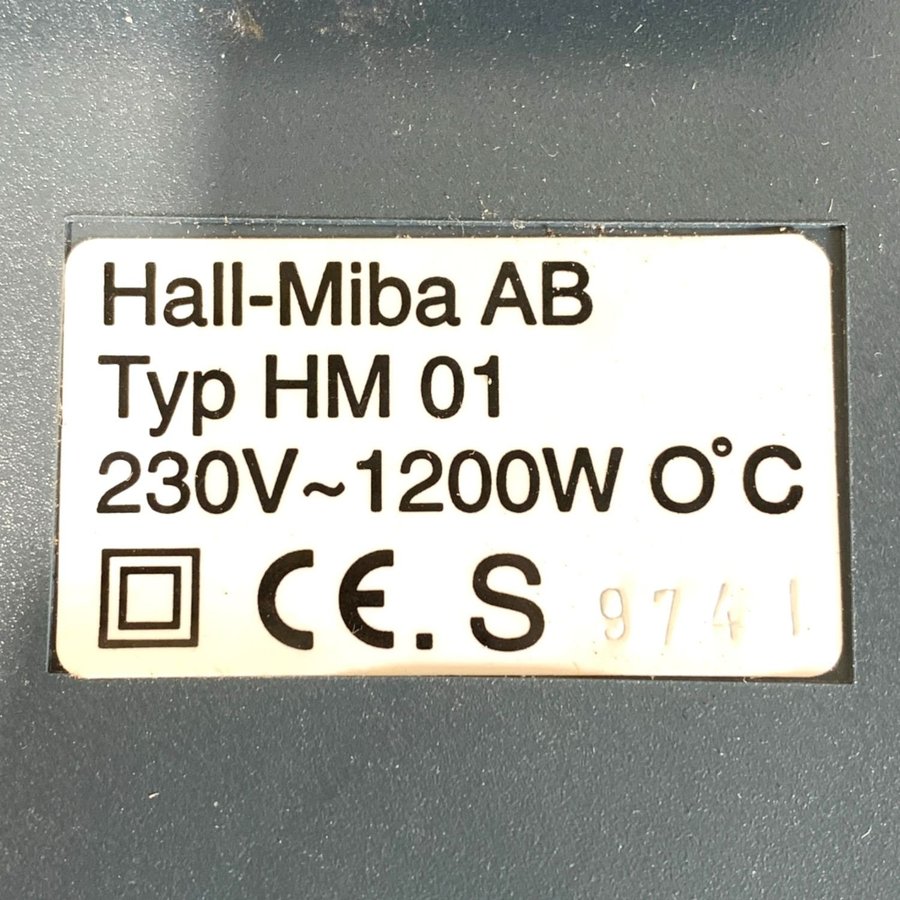 Hall-Miba AB
Typ HM 01
230V~1200W O°C
CE. S 9741